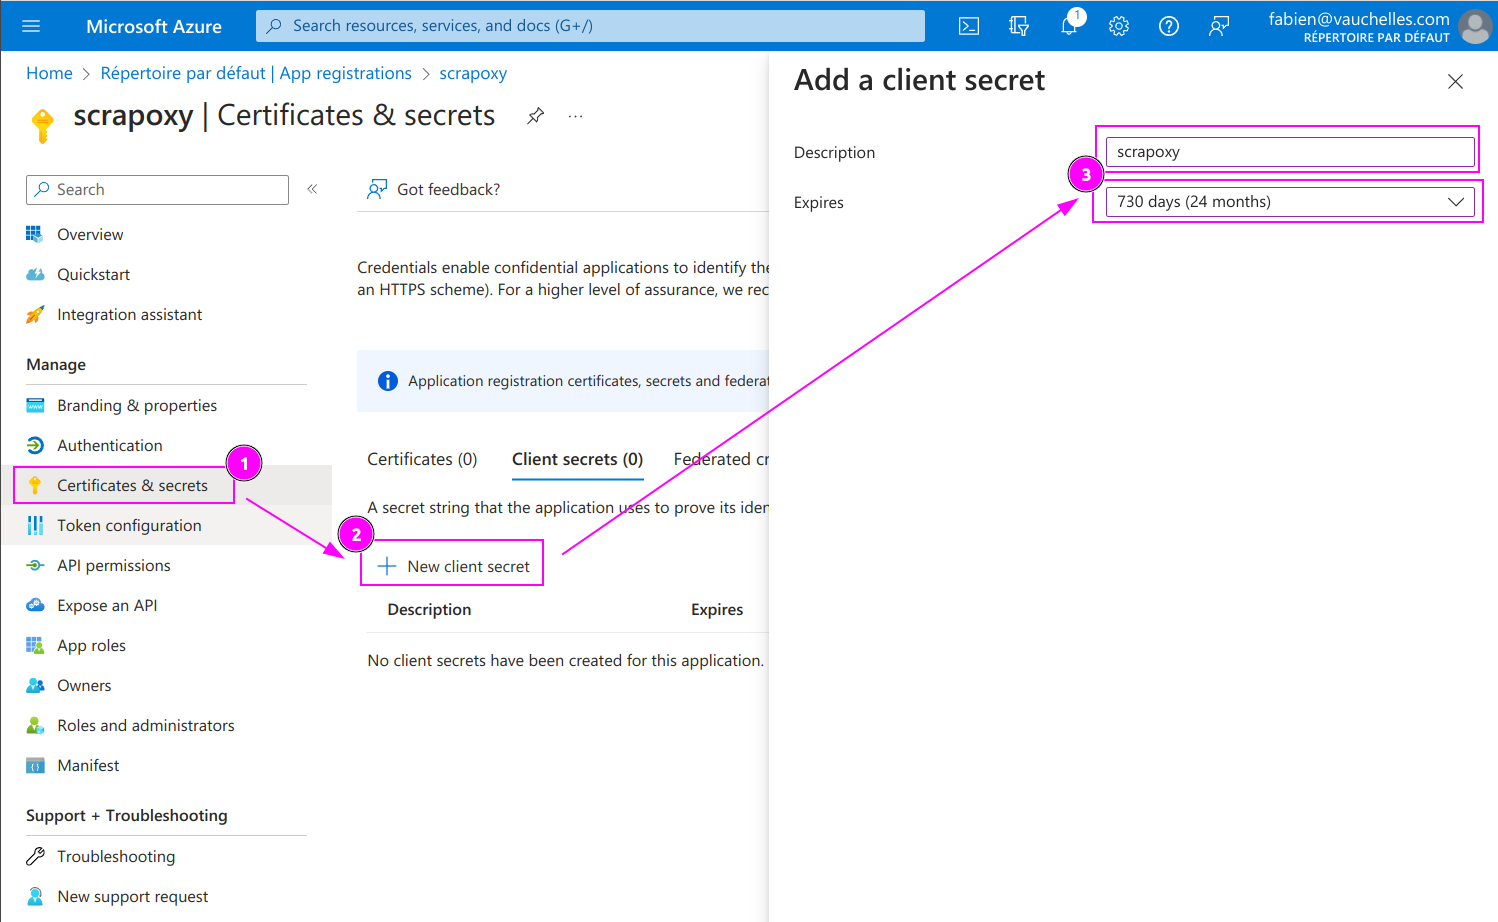 Microsoft Azure
Search resources, services, and docs (G+/)
1
fabien@vauchelles.com
RÉPERTOIRE PAR DÉFAUT
Home > Répertoire par défaut | App registrations > scrapoxy
scrapoxy | Certificates & secrets
...
Search
«
Overview
Quickstart
Integration assistant
Manage
Branding & properties
Authentication
1
Certificates & secrets
Token configuration
API permissions
Expose an API
App roles
Owners
Roles and administrators
Manifest
Support + Troubleshooting
Troubleshooting
New support request
Got feedback?
Credentials enable confidential applications to identify the
an HTTPS scheme). For a higher level of assurance, we rec
Application registration certificates, secrets and federat
Certificates (0)
Client secrets (0)
Federated cr
A secret string that the application uses to prove its iden
2
New client secret
Description
Expires
No client secrets have been created for this application.
Add a client secret
Description
scrapoxy
3
Expires
730 days (24 months)